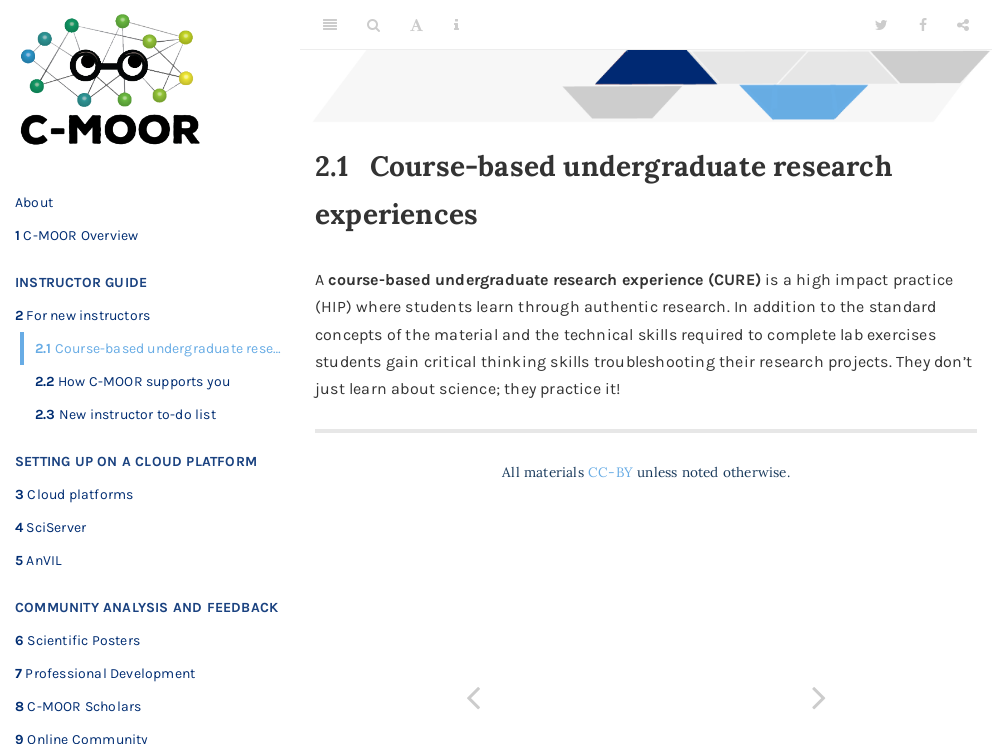 C-MOOR
About
1 C-MOOR Overview
INSTRUCTOR GUIDE
2 For new instructors
2.1 Course-based undergraduate rese...
2.2 How C-MOOR supports you
2.3 New instructor to-do list
SETTING UP ON A CLOUD PLATFORM
3 Cloud platforms
4 SciServer
5 AnVIL
COMMUNITY ANALYSIS AND FEEDBACK
6 Scientific Posters
7 Professional Development
8 C-MOOR Scholars
9 Online Community
2.1 Course-based undergraduate research
experiences
A course-based undergraduate research experience (CURE) is a high impact practice
(HIP) where students learn through authentic research. In addition to the standard
concepts of the material and the technical skills required to complete lab exercises
students gain critical thinking skills troubleshooting their research projects. They don't
just learn about science; they practice it!
All materials CC-BY unless noted otherwise.